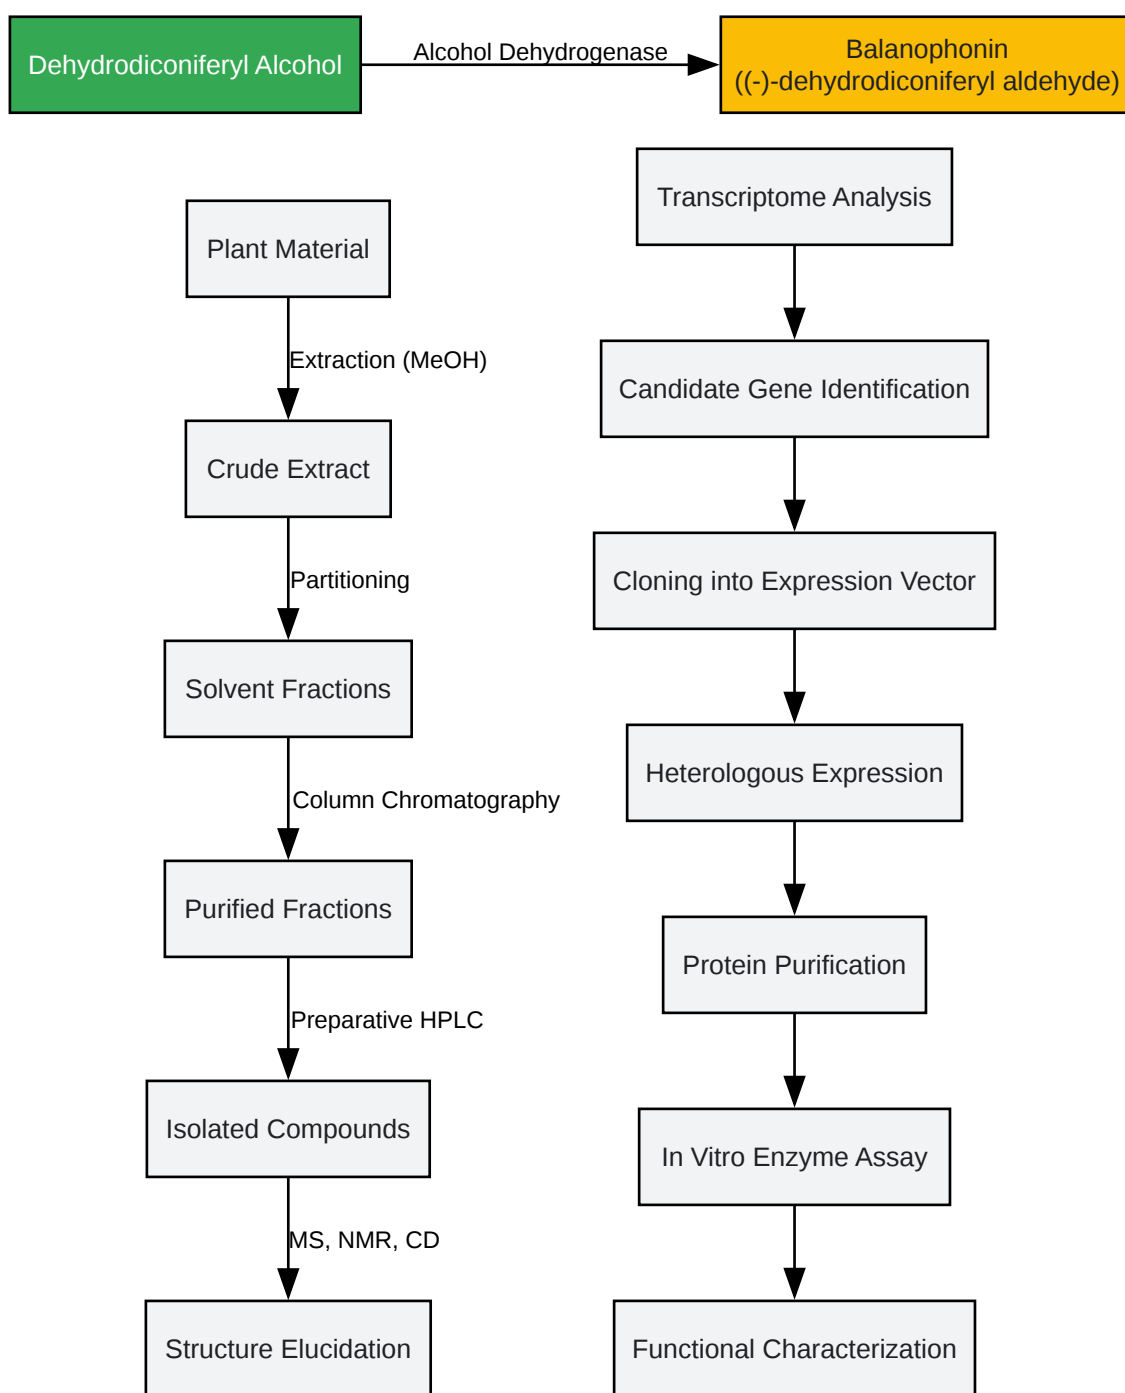 Dehydrodiconiferyl Alcohol
Alcohol Dehydrogenase
Balanophonin
((-)-dehydrodiconiferyl aldehyde)
Plant Material
Extraction (MeOH)
Crude Extract
Partitioning
Solvent Fractions
Column Chromatography
Purified Fractions
Preparative HPLC
Isolated Compounds
MS, NMR, CD
Structure Elucidation
Transcriptome Analysis
Candidate Gene Identification
Cloning into Expression Vector
Heterologous Expression
Protein Purification
In Vitro Enzyme Assay
Functional Characterization